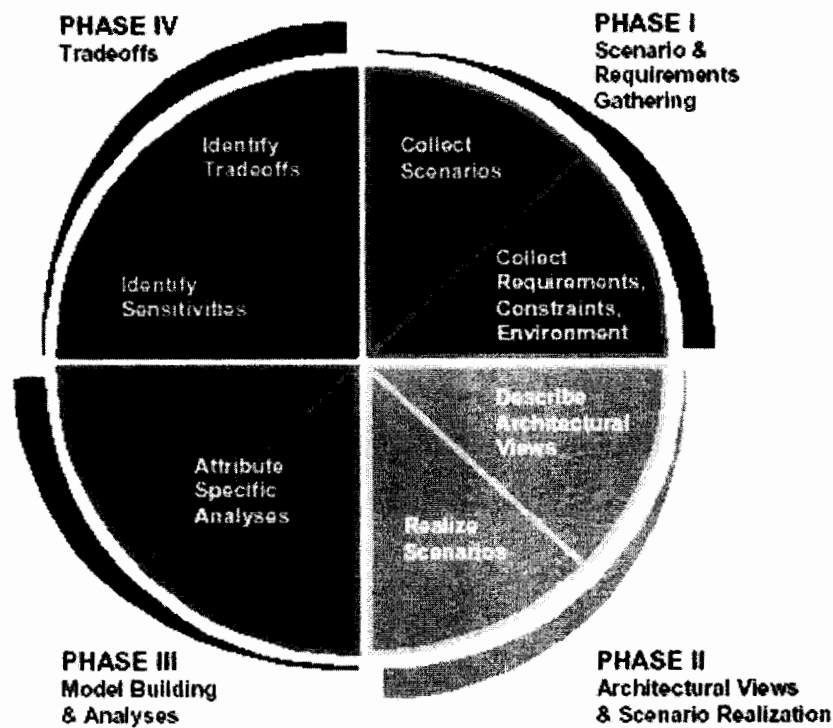 PHASE IV
Tradeoffs
PHASE I
Scenario &
Requirements
Gathering
Identify
Tradeoffs
Collect
Scenarios
Identify
Sensitivities
Collect
Requirements,
Constraints,
Environment
Describe
Architectural
Views
Attribute
Specific
Analyses
Realize
Scenarios
PHASE III
Model Building
& Analyses
PHASE II
Architectural Views
& Scenario Realization